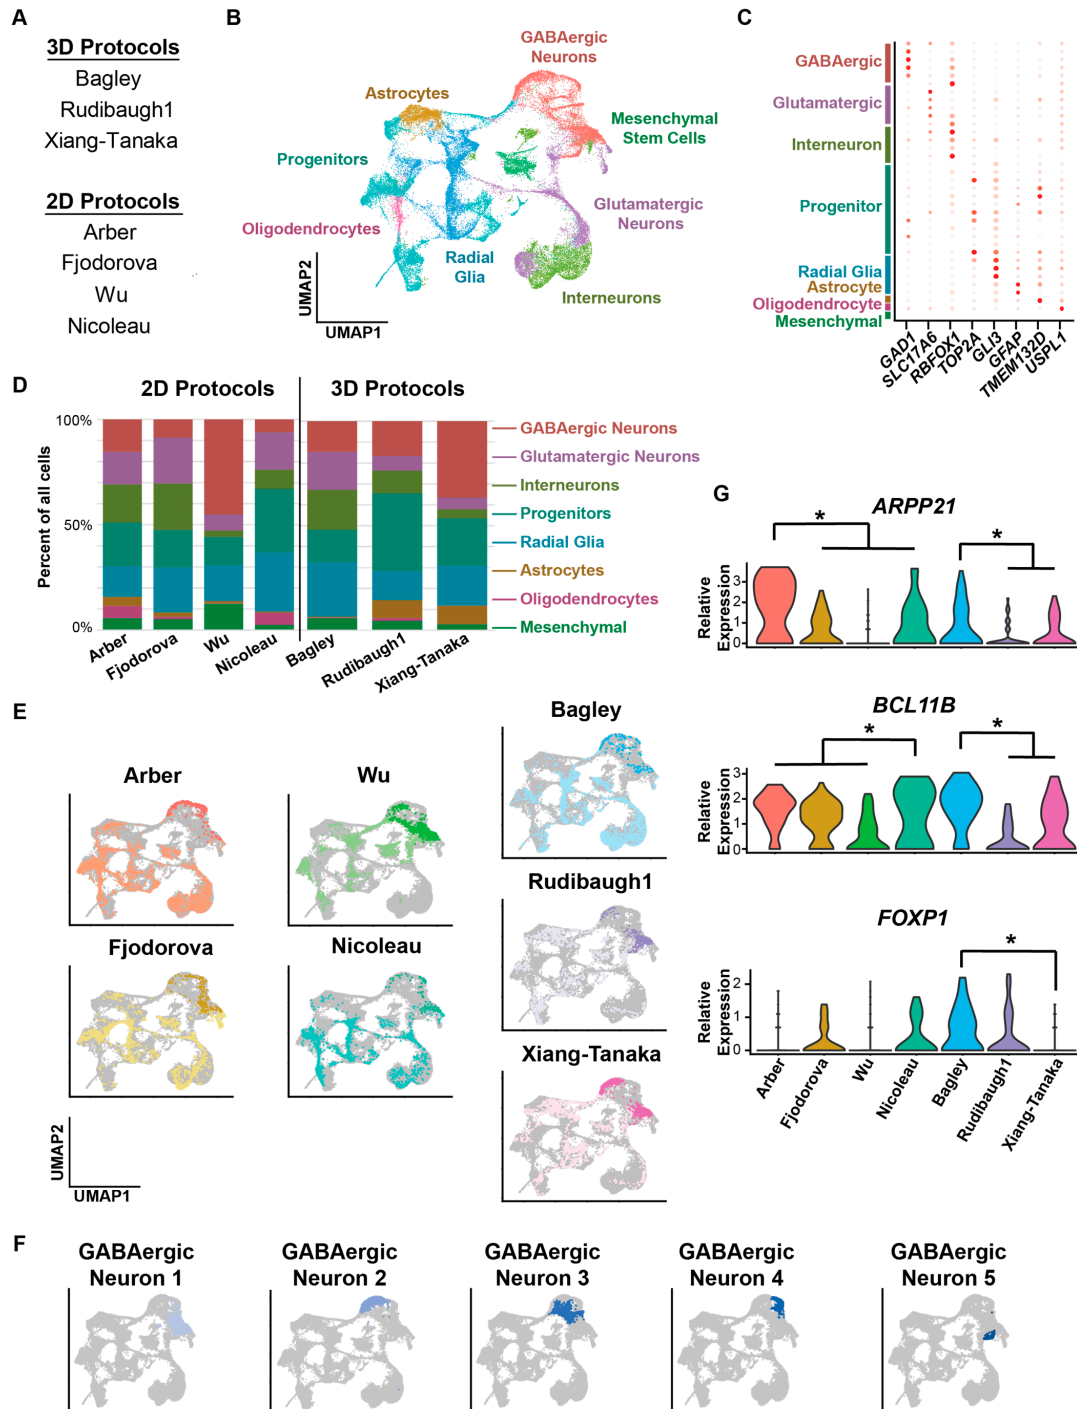 A
3D Protocols
Bagley
Rudibaugh1
Xiang-Tanaka
2D Protocols
Arber
Fjodorova
Wu
Nicoleau
B
GABAergic
Neurons
Astrocytes
Mesenchymal
Stem Cells
Progenitors
Glutamatergic
Neurons
Oligodendrocytes
Radial
Glia
Interneurons
UMAP2
UMAP1
C
GABAergic
Glutamatergic
Interneuron
Progenitor
Radial Glia
Astrocyte
Oligodendrocyte
Mesenchymal
GAD1
SLC17A6
RBFOX1
TOP2A
GLI3
GFAP
TMEM132D
USPL1
D
2D Protocols
3D Protocols
Percent of all cells
100%
50%
0%
GABAergic Neurons
Glutamatergic Neurons
Interneurons
Progenitors
Radial Glia
Astrocytes
Oligodendrocytes
Mesenchymal
Arber
Fjodorova
Wu
Nicoleau
Bagley
Rudibaugh1
Xiang-Tanaka
E
Arber
Wu
Bagley
Fjodorova
Nicoleau
Rudibaugh1
Xiang-Tanaka
UMAP2
UMAP1
F
GABAergic
Neuron 1
GABAergic
Neuron 2
GABAergic
Neuron 3
GABAergic
Neuron 4
GABAergic
Neuron 5
G
ARPP21
*
*
Relative
Expression
3
2
1
0
BCL11B
*
*
Relative
Expression
3
2
1
0
FOXP1
*
Relative
Expression
2
1
0
Arber
Fjodorova
Wu
Nicoleau
Bagley
Rudibaugh1
Xiang-Tanaka